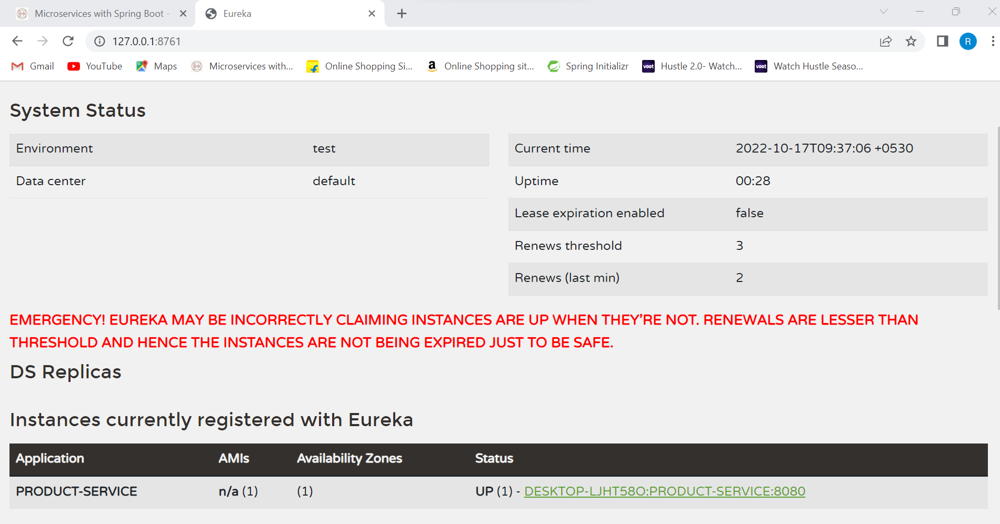 Microservices with Spring Boot -
Eureka
127.0.0.1:8761
R
Gmail
YouTube
Maps
Microservices with...
Online Shopping Si...
a
Online Shopping sit...
Spring Initializr
voot
Hustle 2.0- Watch...
voot
Watch Hustle Seaso...
System Status
Environment test
Data center default
Current time 2022-10-17T09:37:06 +0530
Uptime 00:28
Lease expiration enabled false
Renews threshold 3
Renews (last min) 2
EMERGENCY! EUREKA MAY BE INCORRECTLY CLAIMING INSTANCES ARE UP WHEN THEY'RE NOT. RENEWALS ARE LESSER THAN
THRESHOLD AND HENCE THE INSTANCES ARE NOT BEING EXPIRED JUST TO BE SAFE.
DS Replicas
Instances currently registered with Eureka
Application AMIs Availability Zones Status
PRODUCT-SERVICE n/a (1) (1) UP (1) - DESKTOP-LJHT58O:PRODUCT-SERVICE:8080